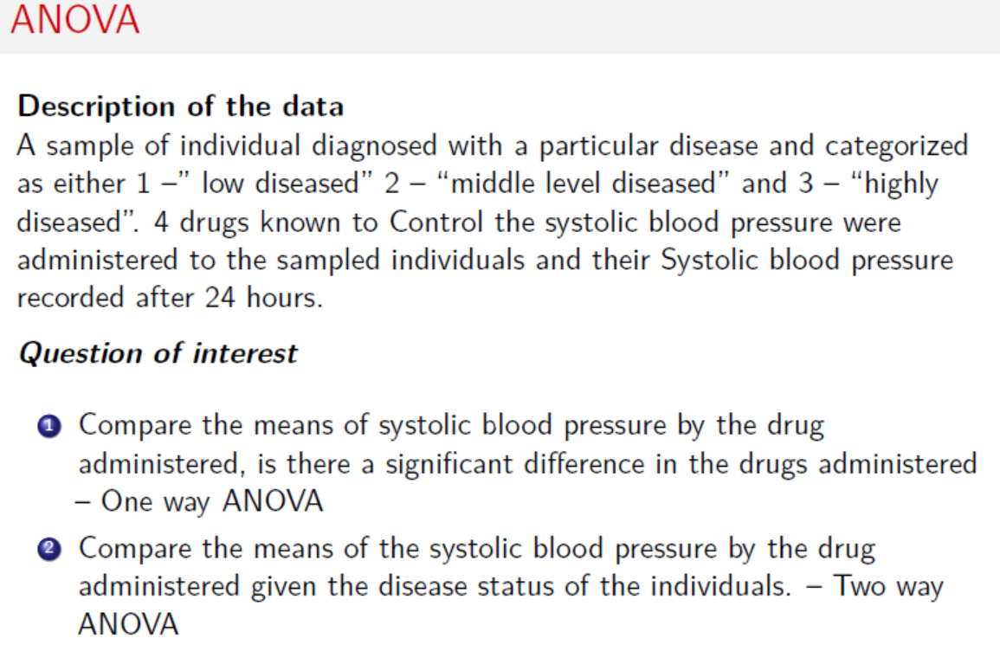 ANOVA
Description of the data
A sample of individual diagnosed with a particular disease and categorized
as either 1 –” low diseased” 2 – “middle level diseased” and 3 – “highly
diseased”. 4 drugs known to Control the systolic blood pressure were
administered to the sampled individuals and their Systolic blood pressure
recorded after 24 hours.
Question of interest
1 Compare the means of systolic blood pressure by the drug
administered, is there a significant difference in the drugs administered
– One way ANOVA
2 Compare the means of the systolic blood pressure by the drug
administered given the disease status of the individuals. – Two way
ANOVA